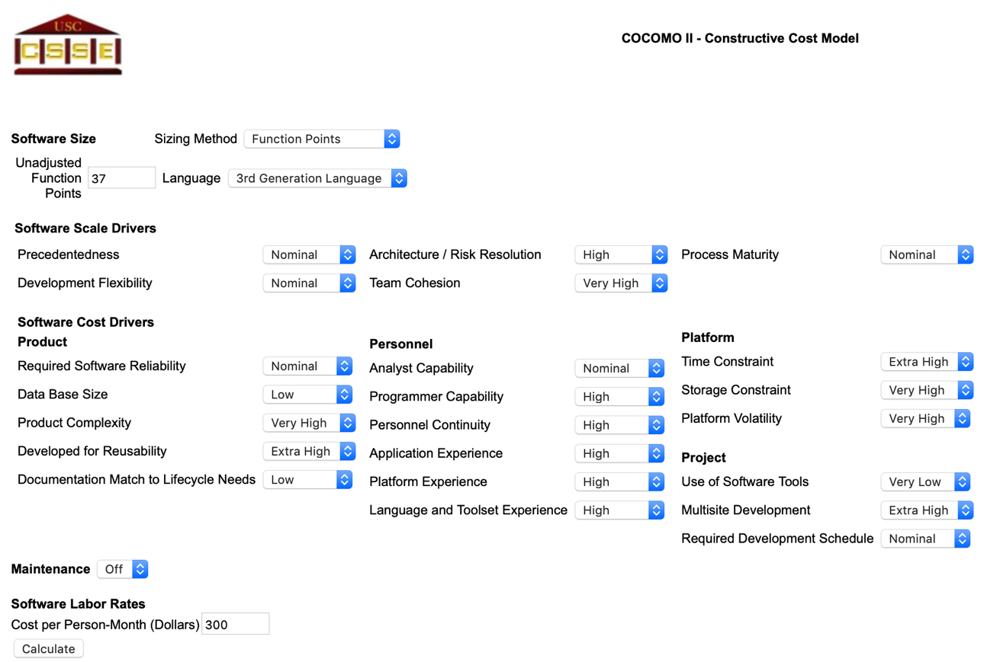 USC
CSSE
COCOMO II - Constructive Cost Model
Software Size Sizing Method Function Points
Unadjusted
Function
Points 37 Language 3rd Generation Language
Software Scale Drivers
Precedentedness Nominal Architecture / Risk Resolution High Process Maturity Nominal
Development Flexibility Nominal Team Cohesion Very High
Software Cost Drivers
Product
Required Software Reliability Nominal
Data Base Size Low
Product Complexity Very High
Developed for Reusability Extra High
Documentation Match to Lifecycle Needs Low
Personnel
Analyst Capability Nominal
Programmer Capability High
Personnel Continuity High
Application Experience High
Platform Experience High
Language and Toolset Experience High
Platform
Time Constraint Extra High
Storage Constraint Very High
Platform Volatility Very High
Project
Use of Software Tools Very Low
Multisite Development Extra High
Required Development Schedule Nominal
Maintenance Off
Software Labor Rates
Cost per Person-Month (Dollars) 300
Calculate